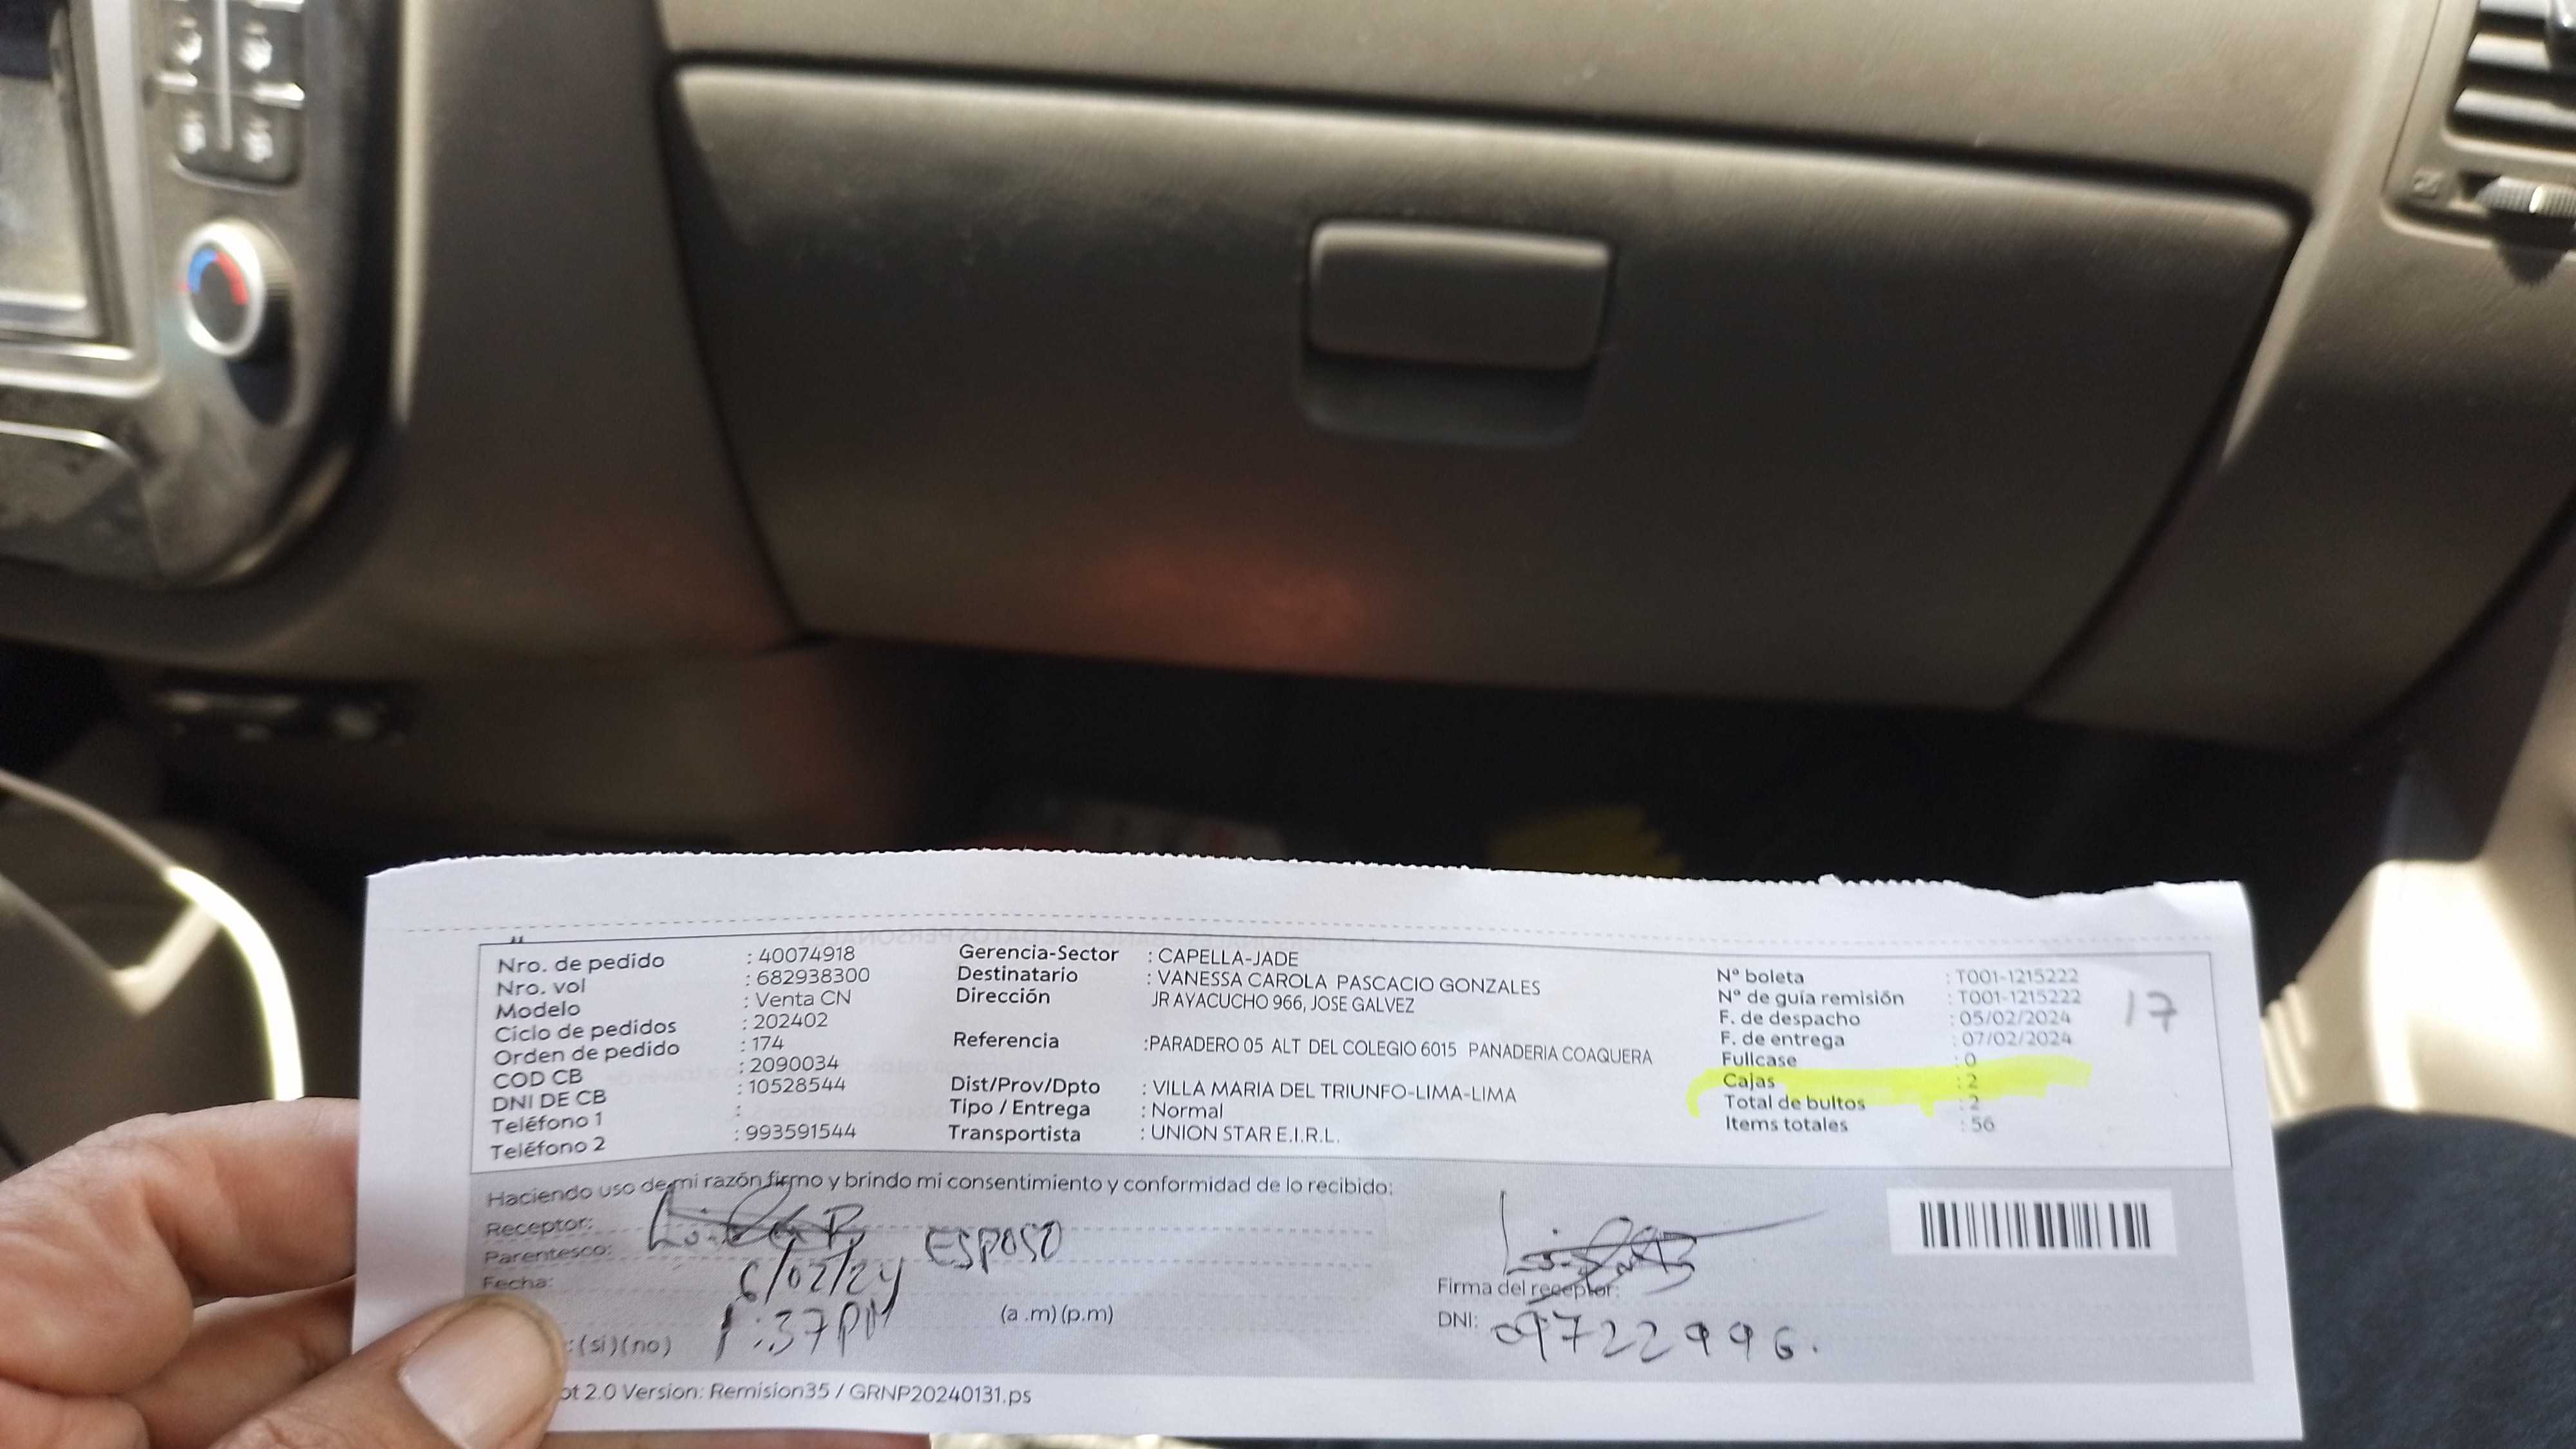 Nro. de pedido : 40074918
Nro. vol : 682938300
Modelo : Venta CN
Ciclo de pedidos : 202402
Orden de pedido : 174
COD CB : 2090034
DNI DE CB : 10528544
Teléfono 1 :
Teléfono 2 : 993591544
Gerencia-Sector : CAPELLA-JADE
Destinatario : VANESSA CAROLA PASCACIO GONZALES
Dirección JR AYACUCHO 966, JOSE GALVEZ
Referencia :PARADERO 05 ALT DEL COLEGIO 6015 PANADERIA COAQUERA
Dist/Prov/Dpto : VILLA MARIA DEL TRIUNFO-LIMA-LIMA
Tipo / Entrega : Normal
Transportista : UNION STAR E.I.R.L.
Nº boleta : T001-1215222
Nº de guía remisión : T001-1215222
F. de despacho : 05/02/2024
F. de entrega : 07/02/2024
Fullcase : 0
Cajas : 2
Total de bultos : 2
Items totales : 56
17
Haciendo uso de mi razón firmo y brindo mi consentimiento y conformidad de lo recibido:
Receptor:
Parentesco: ESPOSO
Fecha: 6/02/24
1:37PM (a.m)(p.m)
:(si)(no)
Firma del receptor:
DNI: 09722996.
ot 2.0 Version: Remision35 / GRNP20240131.ps